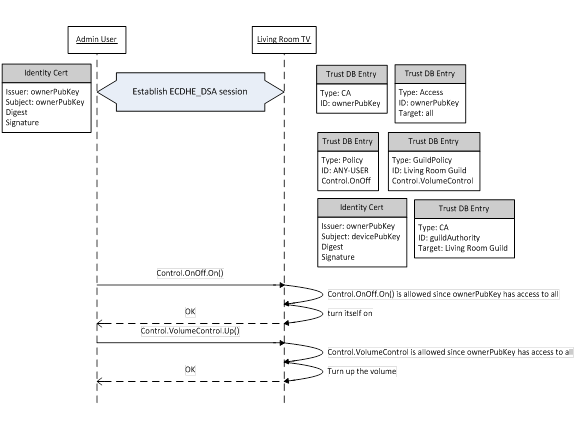 Admin User
Living Room TV
Identity Cert
Issuer: ownerPubKey
Subject: ownerPubKey
Digest
Signature
Establish ECDHE_DSA session
Trust DB Entry
Type: CA
ID: ownerPubKey
Trust DB Entry
Type: Access
ID: ownerPubKey
Target: all
Trust DB Entry
Type: Policy
ID: ANY-USER
Control.OnOff
Trust DB Entry
Type: GuildPolicy
ID: Living Room Guild
Control.VolumeControl
Identity Cert
Issuer: ownerPubKey
Subject: devicePubKey
Digest
Signature
Trust DB Entry
Type: CA
ID: guildAuthority
Target: Living Room Guild
Control.OnOff.On()
Control.OnOff.On() is allowed since ownerPubKey has access to all
OK
turn itself on
Control.VolumeControl.Up()
Control.VolumeControl is allowed since ownerPubKey has access to all
OK
Turn up the volume